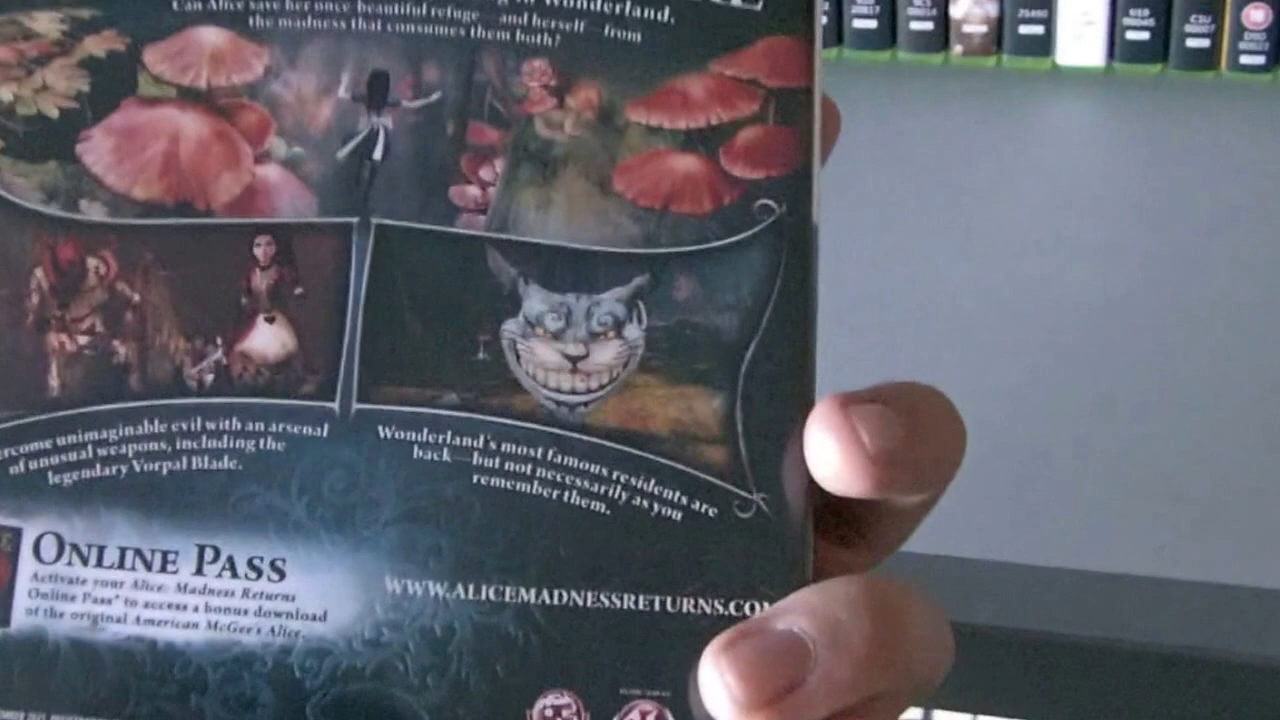 Wonderland.
Can Alice save her once beautiful refuge—and herself—from
the madness that consumes them both?
unimaginable evil with an arsenal
of unusual weapons, including the
legendary Vorpal Blade.
Wonderland's most famous residents are
back—but not necessarily as you
remember them.
ONLINE PASS
Activate your Alice: Madness Returns
Online Pass* to access a bonus download
of the original American McGee's Alice.
WWW.ALICEMADNESSRETURNS.COM